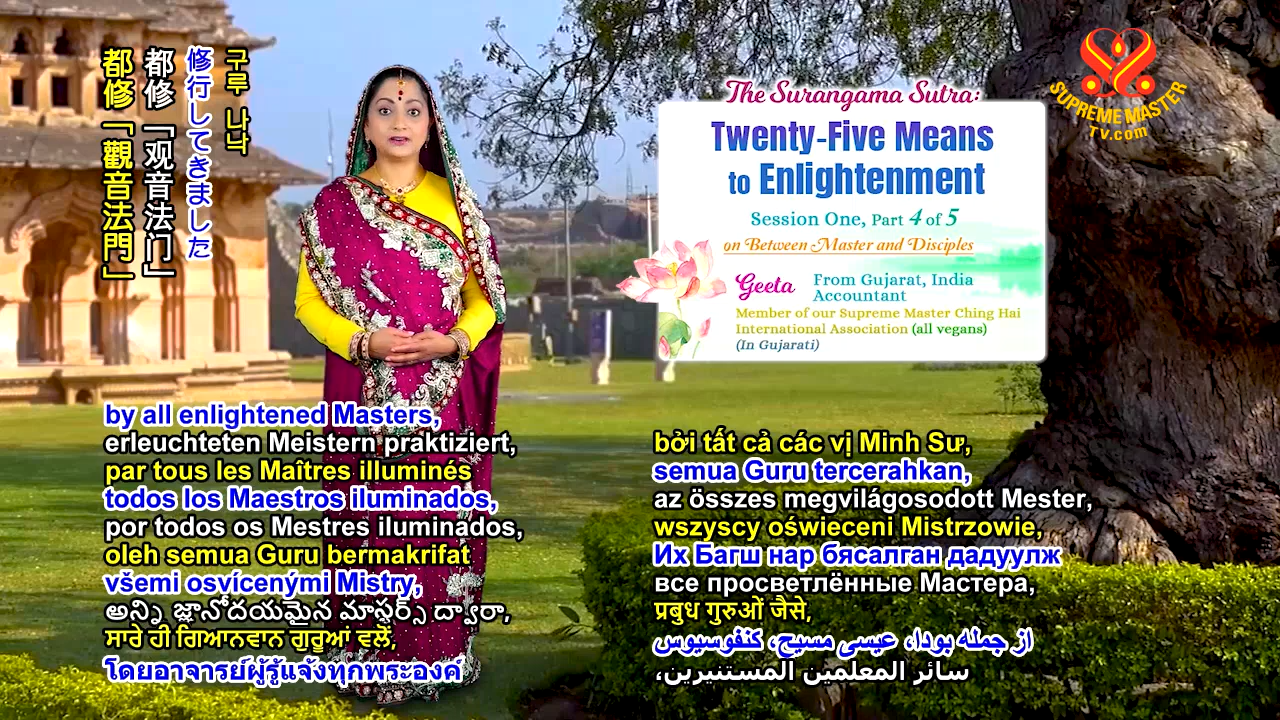 都修「觀音法門」
都修「观音法门」
修行してきました
구루 나낙
The Surangama Sutra:
Twenty-Five Means
to Enlightenment
Session One, Part 4 of 5
on Between Master and Disciples
Geeta From Gujarat, India
Accountant
Member of our Supreme Master Ching Hai
International Association (all vegans)
(In Gujarati)
SUPREME MASTER
TV.com
by all enlightened Masters,
erleuchteten Meistern praktiziert,
par tous les Maîtres illuminés
todos los Maestros iluminados,
por todos os Mestres iluminados,
oleh semua Guru bermakrifat
všemi osvícenými Mistry,
అన్ని జ్ఞానోదయమైన మాస్టర్స్ ద్వారా,
ਸਾਰੇ ਹੀ ਗਿਆਨਵਾਨ ਗੁਰੂਆਂ ਵਲੋਂ,
โดยอาจารย์ผู้รู้แจ้งทุกพระองค์
bởi tất cả các vị Minh Sư,
semua Guru tercerahkan,
az összes megvilágosodott Mester,
wszyscy oświeceni Mistrzowie,
Их Багш нар бясалган дадуулж
все просветлённые Мастера,
प्रबुध गुरुओं जैसे,
از جمله بودا، عیسی مسیح، کنفوسیوس
سائر المعلمين المستنيرين،